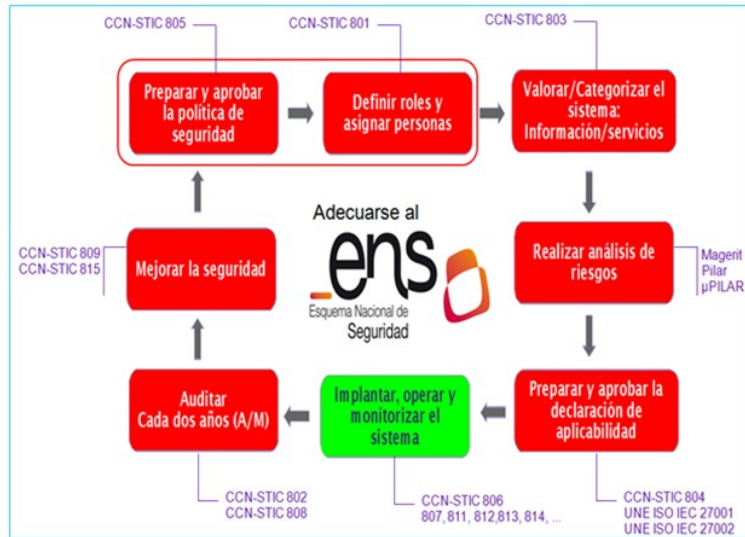 CCN-STIC 805
CCN-STIC 801
CCN-STIC 803
Preparar y aprobar
la política de
seguridad
Definir roles y
asignar personas
Valorar/Categorizar el
sistema:
Información/servicios
Adecuarse al
_ens
Esquema Nacional de
Seguridad
CCN-STIC 809
CCN-STIC 815
Mejorar la seguridad
Realizar análisis de
riesgos
Magerit
Pilar
µPILAR
Auditar
Cada dos años (A/M)
Implantar, operar y
monitorizar el
sistema
Preparar y aprobar la
declaración de
aplicabilidad
CCN-STIC 802
CCN-STIC 808
CCN-STIC 806
807, 811, 812,813, 814, ...
CCN-STIC 804
UNE ISO IEC 27001
UNE ISO IEC 27002